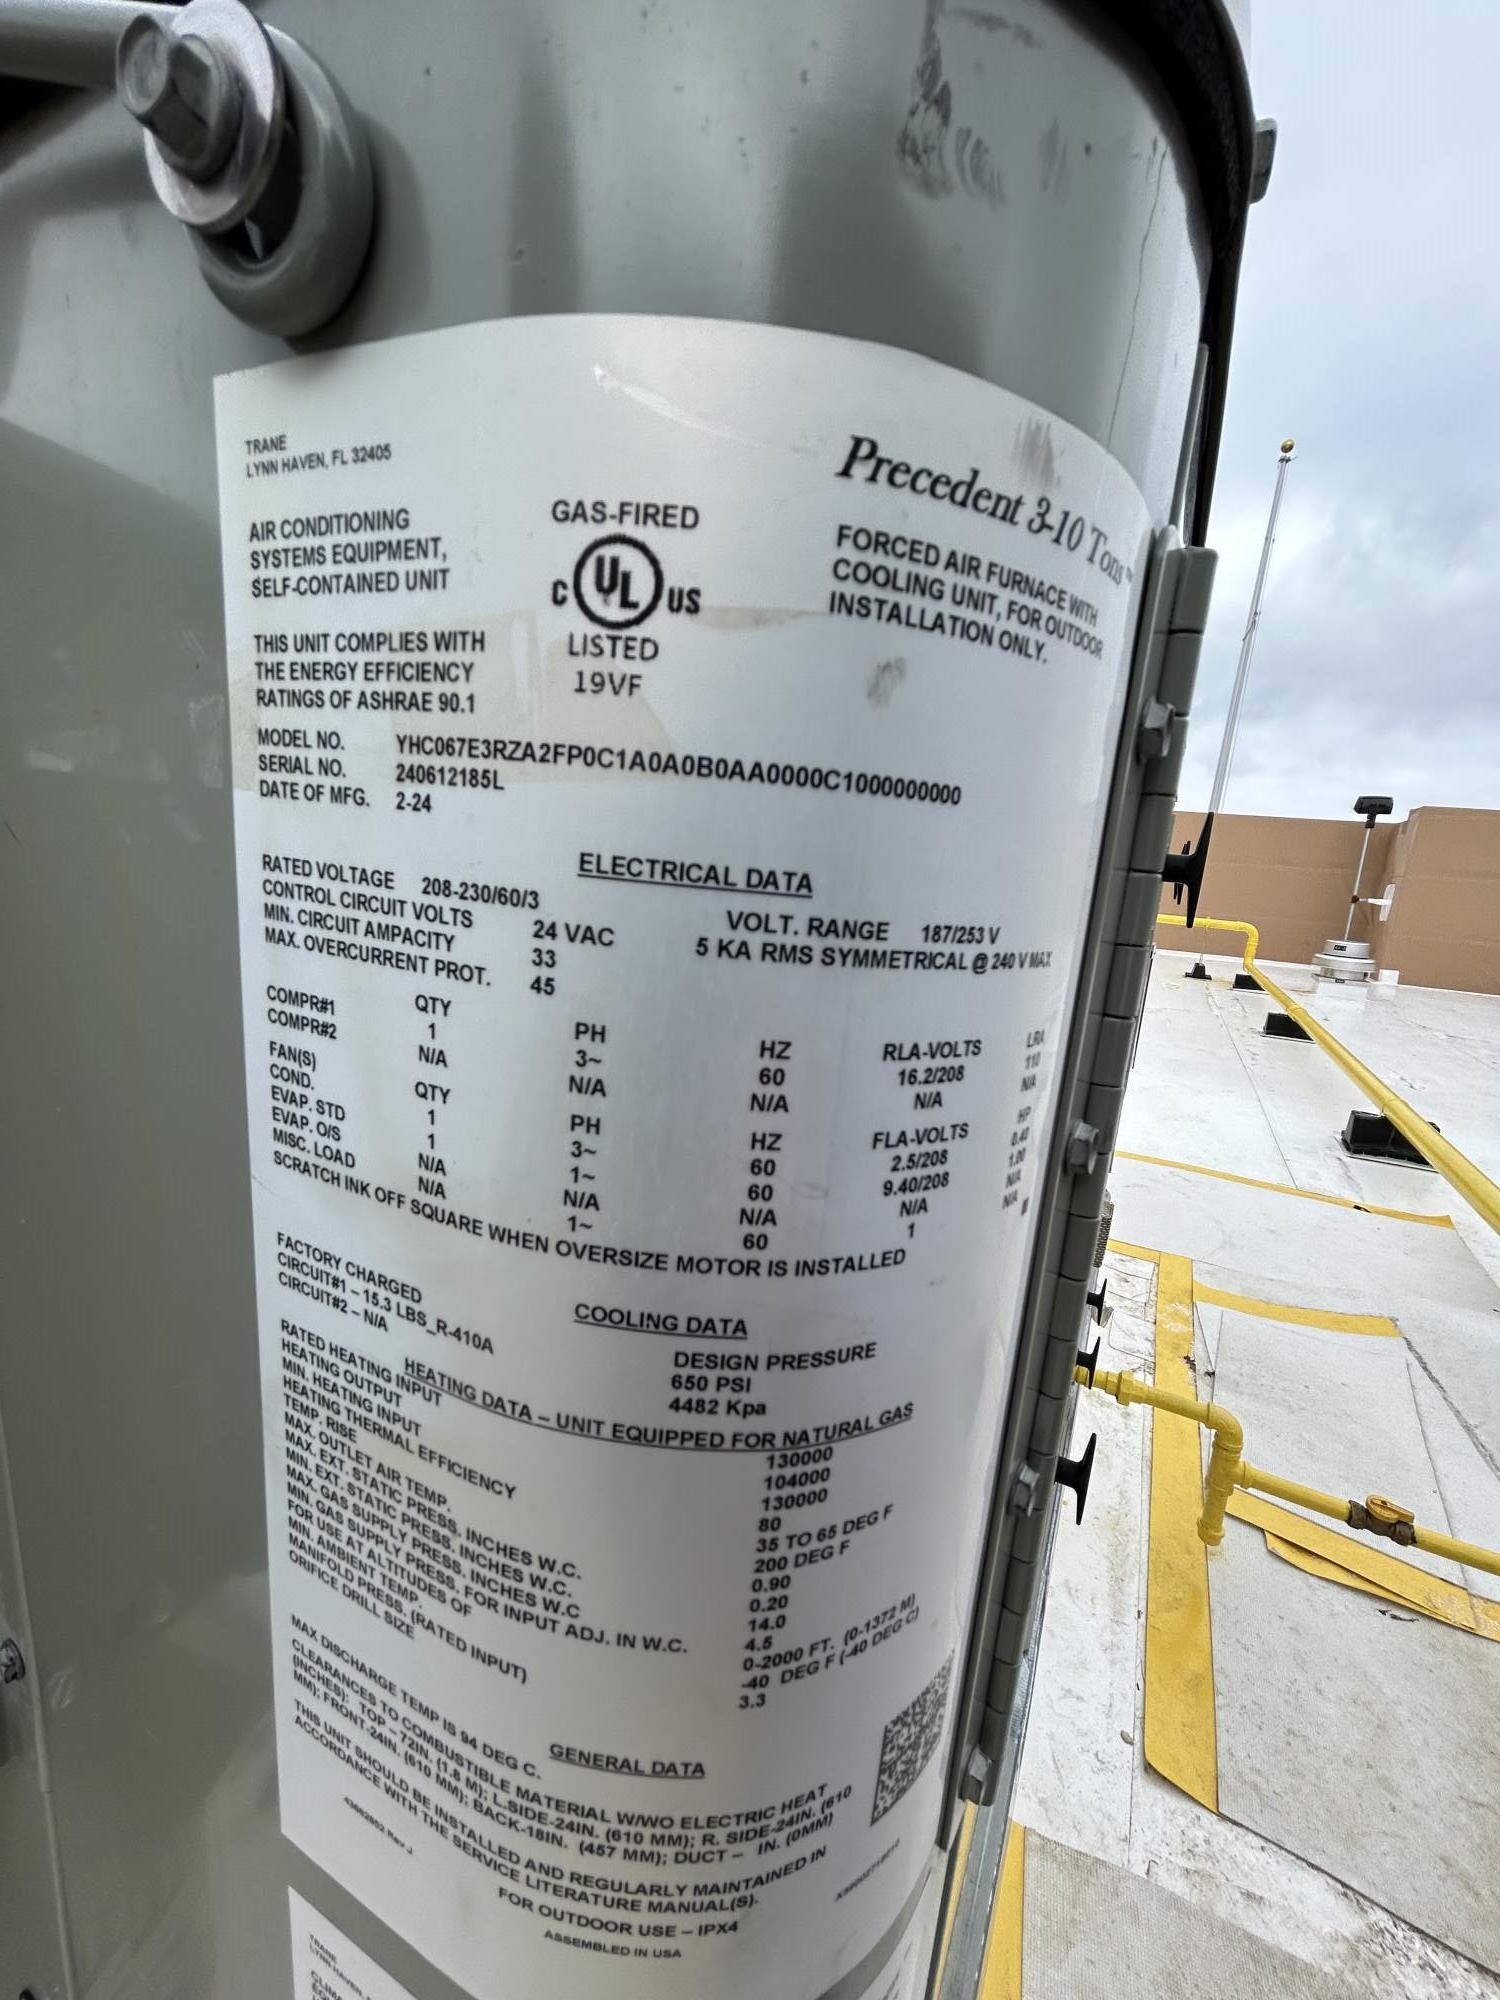 TRANE
LYNN HAVEN, FL 32405
AIR CONDITIONING
SYSTEMS EQUIPMENT,
SELF-CONTAINED UNIT
THIS UNIT COMPLIES WITH
THE ENERGY EFFICIENCY
RATINGS OF ASHRAE 90.1
GAS-FIRED
C UL US
LISTED
19VF
Precedent 3-10 Tons™
FORCED AIR FURNACE WITH
COOLING UNIT, FOR OUTDOOR
INSTALLATION ONLY.
MODEL NO. YHC067E3RZA2FP0C1A0A0B0AA0000C1000000000
SERIAL NO. 240612185L
DATE OF MFG. 2-24
ELECTRICAL DATA
RATED VOLTAGE 208-230/60/3 VOLT. RANGE 187/253 V
CONTROL CIRCUIT VOLTS 24 VAC 5 KA RMS SYMMETRICAL @ 240 V MAX
MIN. CIRCUIT AMPACITY 33
MAX. OVERCURRENT PROT. 45
QTY PH HZ RLA-VOLTS LRA
COMPR#1 1 3~ 60 16.2/208 110
COMPR#2 N/A N/A N/A N/A N/A
FAN(S) QTY PH HZ FLA-VOLTS HP
COND. 1 3~ 60 2.5/208 0.40
EVAP. STD 1 1~ 60 9.40/208 1.00
EVAP. O/S N/A N/A N/A N/A N/A
MISC. LOAD N/A 1~ 60 1 N/A
SCRATCH INK OFF SQUARE WHEN OVERSIZE MOTOR IS INSTALLED
COOLING DATA
FACTORY CHARGED DESIGN PRESSURE
CIRCUIT#1 – 15.3 LBS_R-410A 650 PSI
CIRCUIT#2 – N/A 4482 Kpa
HEATING DATA – UNIT EQUIPPED FOR NATURAL GAS
RATED HEATING INPUT 130000
HEATING OUTPUT 104000
MIN. HEATING INPUT 130000
HEATING THERMAL EFFICIENCY 80
TEMP. RISE 35 TO 65 DEG F
MAX. OUTLET AIR TEMP. 200 DEG F
MAX. EXT. STATIC PRESS. INCHES W.C. 0.90
MIN. EXT. STATIC PRESS. INCHES W.C. 0.20
MAX. GAS SUPPLY PRESS. INCHES W.C 14.0
MIN. GAS SUPPLY PRESS. FOR INPUT ADJ. IN W.C. 4.5
FOR USE AT ALTITUDES OF 0-2000 FT. (0-1372 M)
MIN. AMBIENT TEMP. -40 DEG F (-40 DEG C)
MANIFOLD PRESS. (RATED INPUT) 3.3
ORIFICE DRILL SIZE
GENERAL DATA
MAX DISCHARGE TEMP IS 94 DEG C.
CLEARANCES TO COMBUSTIBLE MATERIAL W/WO ELECTRIC HEAT
(INCHES): TOP – 72IN. (1.8 M); L.SIDE-24IN. (610 MM); R. SIDE-24IN. (610
MM); FRONT-24IN. (610 MM); BACK-18IN. (457 MM); DUCT – IN. (0MM)
THIS UNIT SHOULD BE INSTALLED AND REGULARLY MAINTAINED IN
ACCORDANCE WITH THE SERVICE LITERATURE MANUAL(S).
FOR OUTDOOR USE – IPX4
ASSEMBLED IN USA
TRANE
LYNN HAVEN,